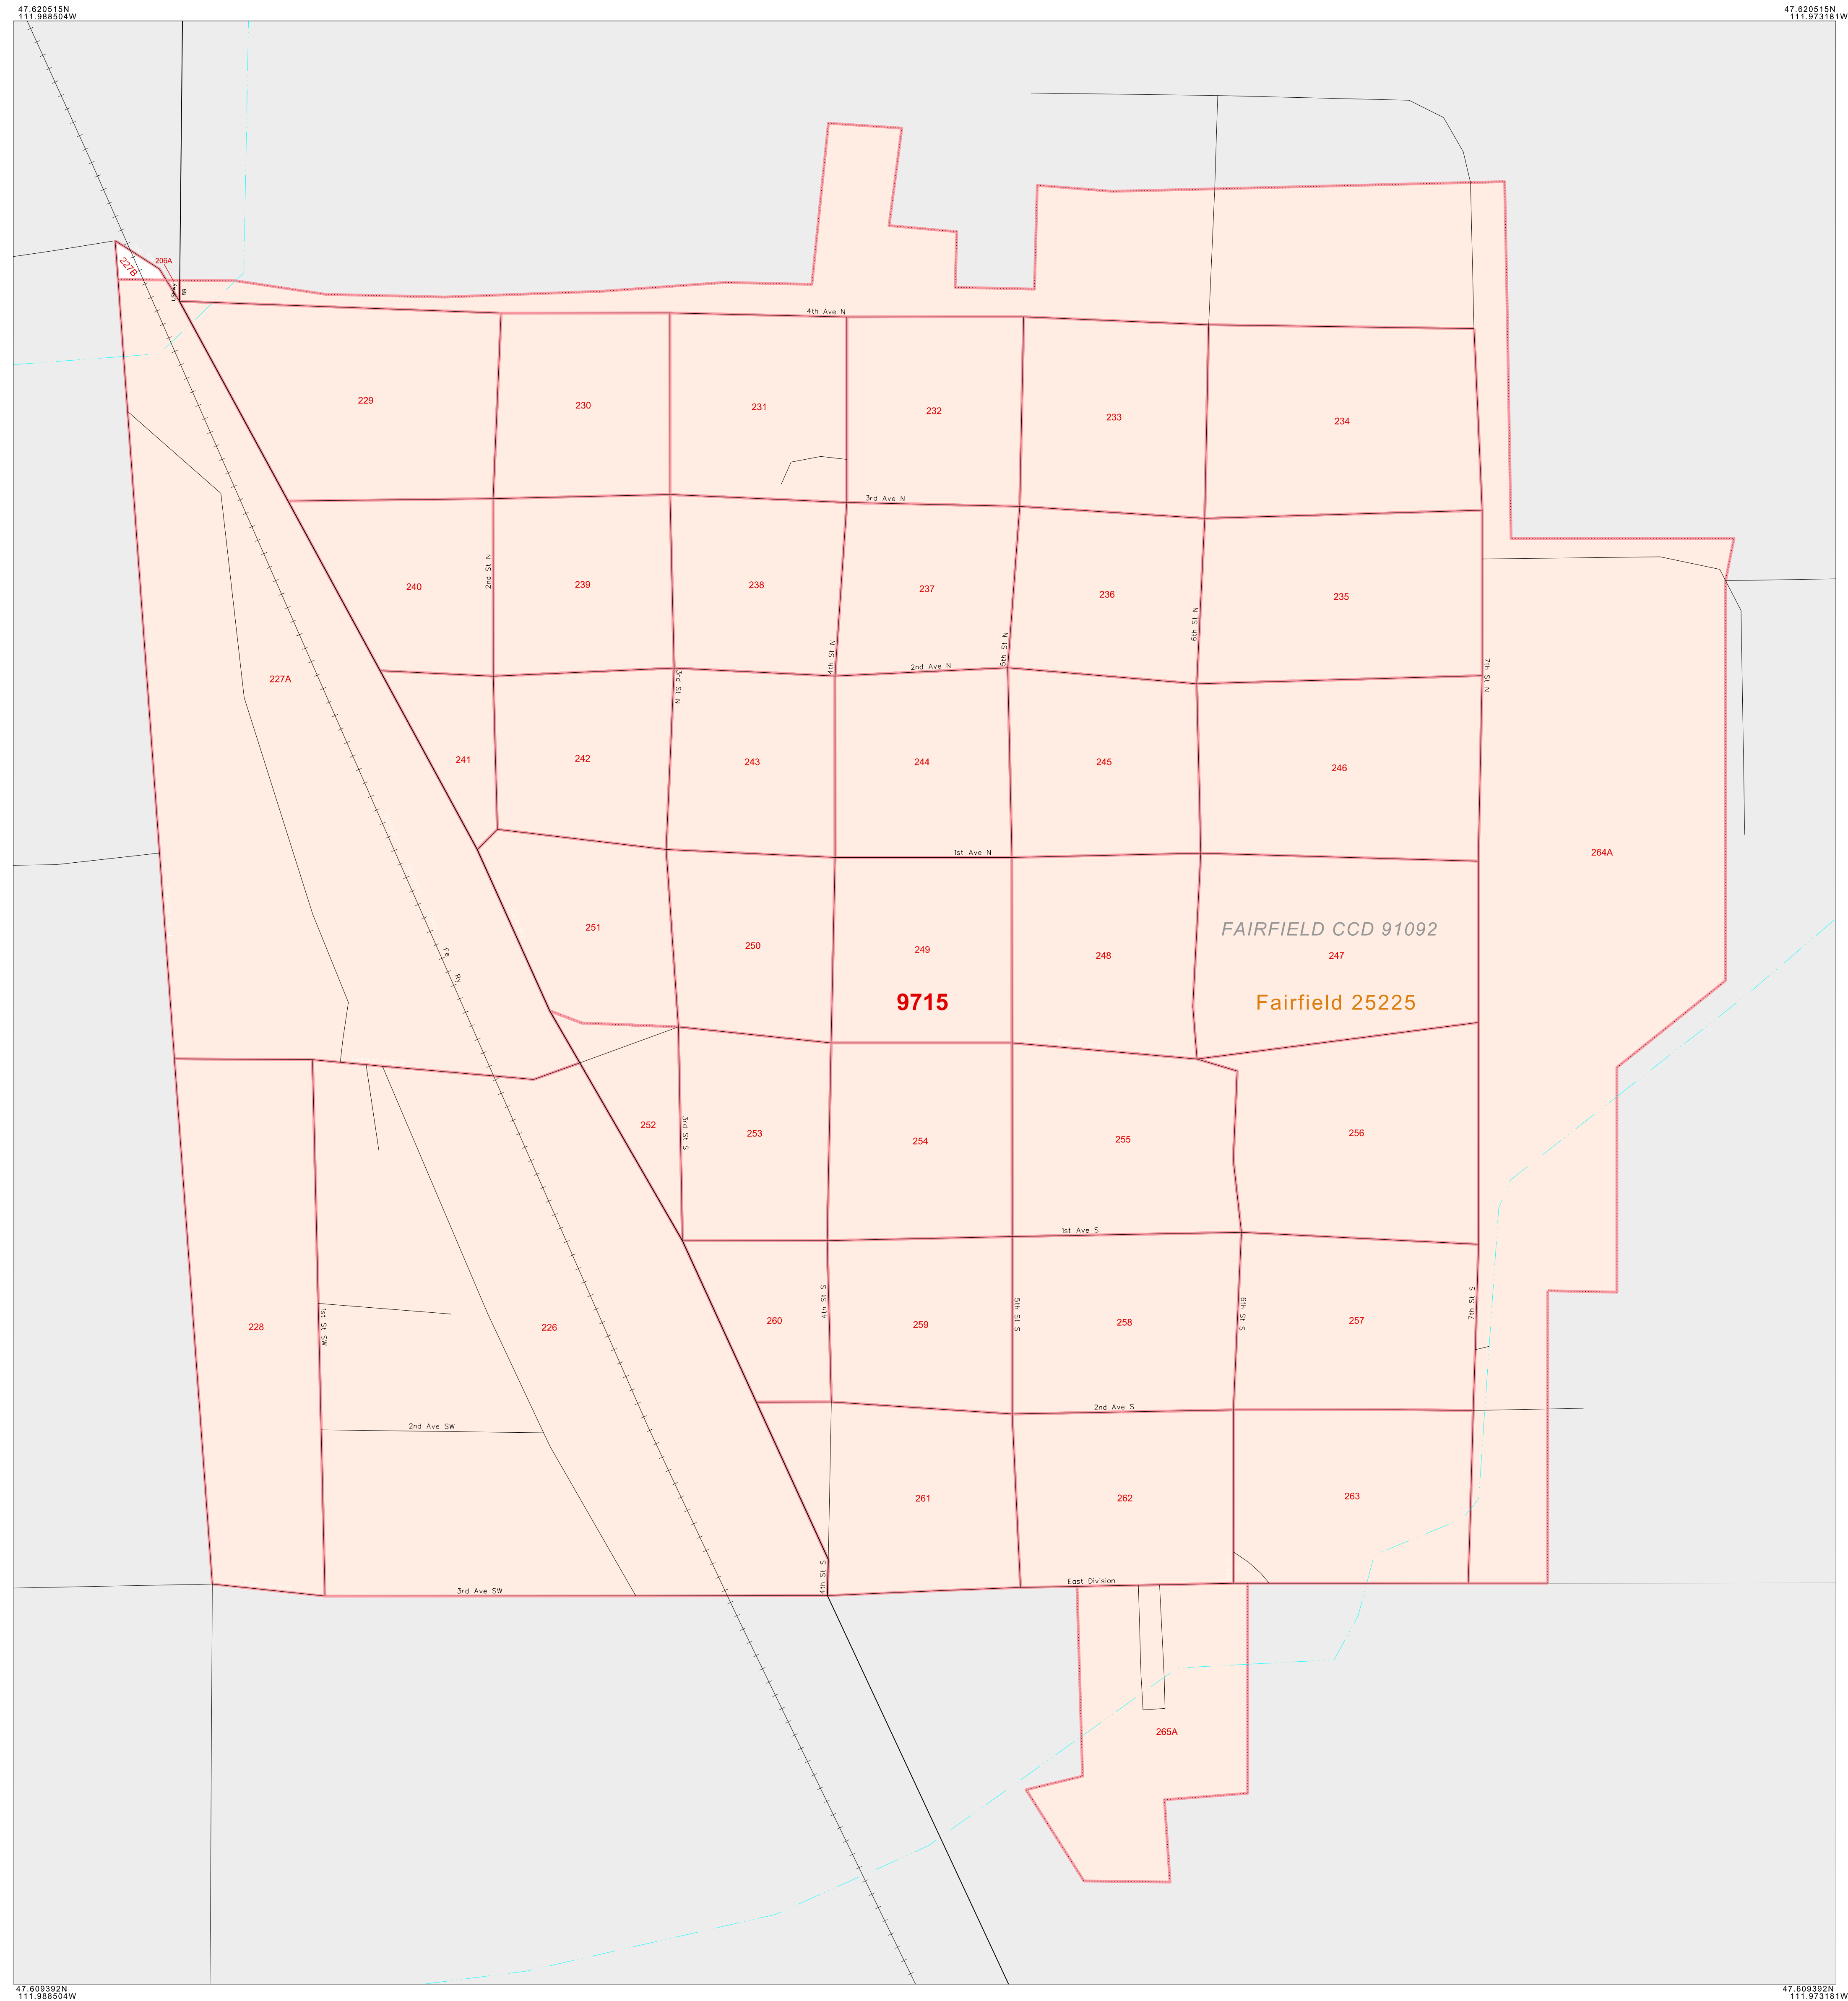 47.620515N
111.988504W
47.620515N
111.973181W
227B
206A
USHwy
89
4th Ave N
229
230
231
232
233
234
3rd Ave N
240
2nd St N
239
238
237
236
6th St N
235
4th St N
5th St N
2nd Ave N
3rd St N
7th St N
227A
241
242
243
244
245
246
1st Ave N
264A
251
250
249
248
FAIRFIELD CCD 91092
247
Fe Ry
9715
Fairfield 25225
252
3rd St S
253
254
255
256
1st Ave S
228
1st St SW
226
260
4th St S
259
5th St S
258
6th St S
257
7th St S
2nd Ave SW
2nd Ave S
261
262
263
3rd Ave SW
4th St S
East Division
265A
47.609392N
111.988504W
47.609392N
111.973181W